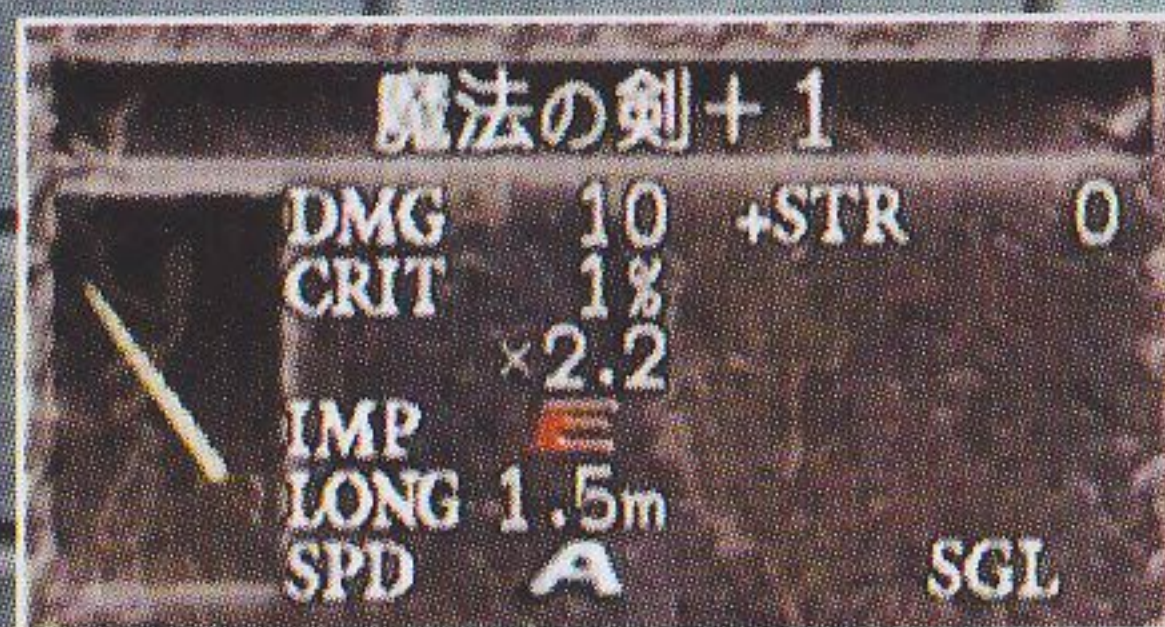 魔法の剣+1
DMG 10 +STR 0
CRIT 1%
×2.2
IMP E
LONG 1.5m
SPD A SGL